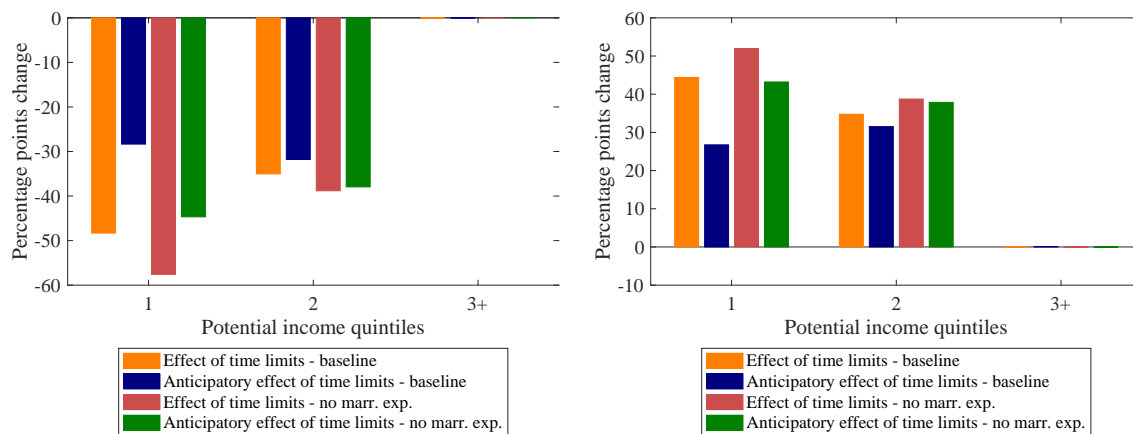 0
-10
-20
-30
-40
-50
-60
Percentage points change
1 2 3+
Potential income quintiles
Effect of time limits - baseline
Anticipatory effect of time limits - baseline
Effect of time limits - no marr. exp.
Anticipatory effect of time limits - no marr. exp.
60
50
40
30
20
10
0
-10
Percentage points change
1 2 3+
Potential income quintiles
Effect of time limits - baseline
Anticipatory effect of time limits - baseline
Effect of time limits - no marr. exp.
Anticipatory effect of time limits - no marr. exp.